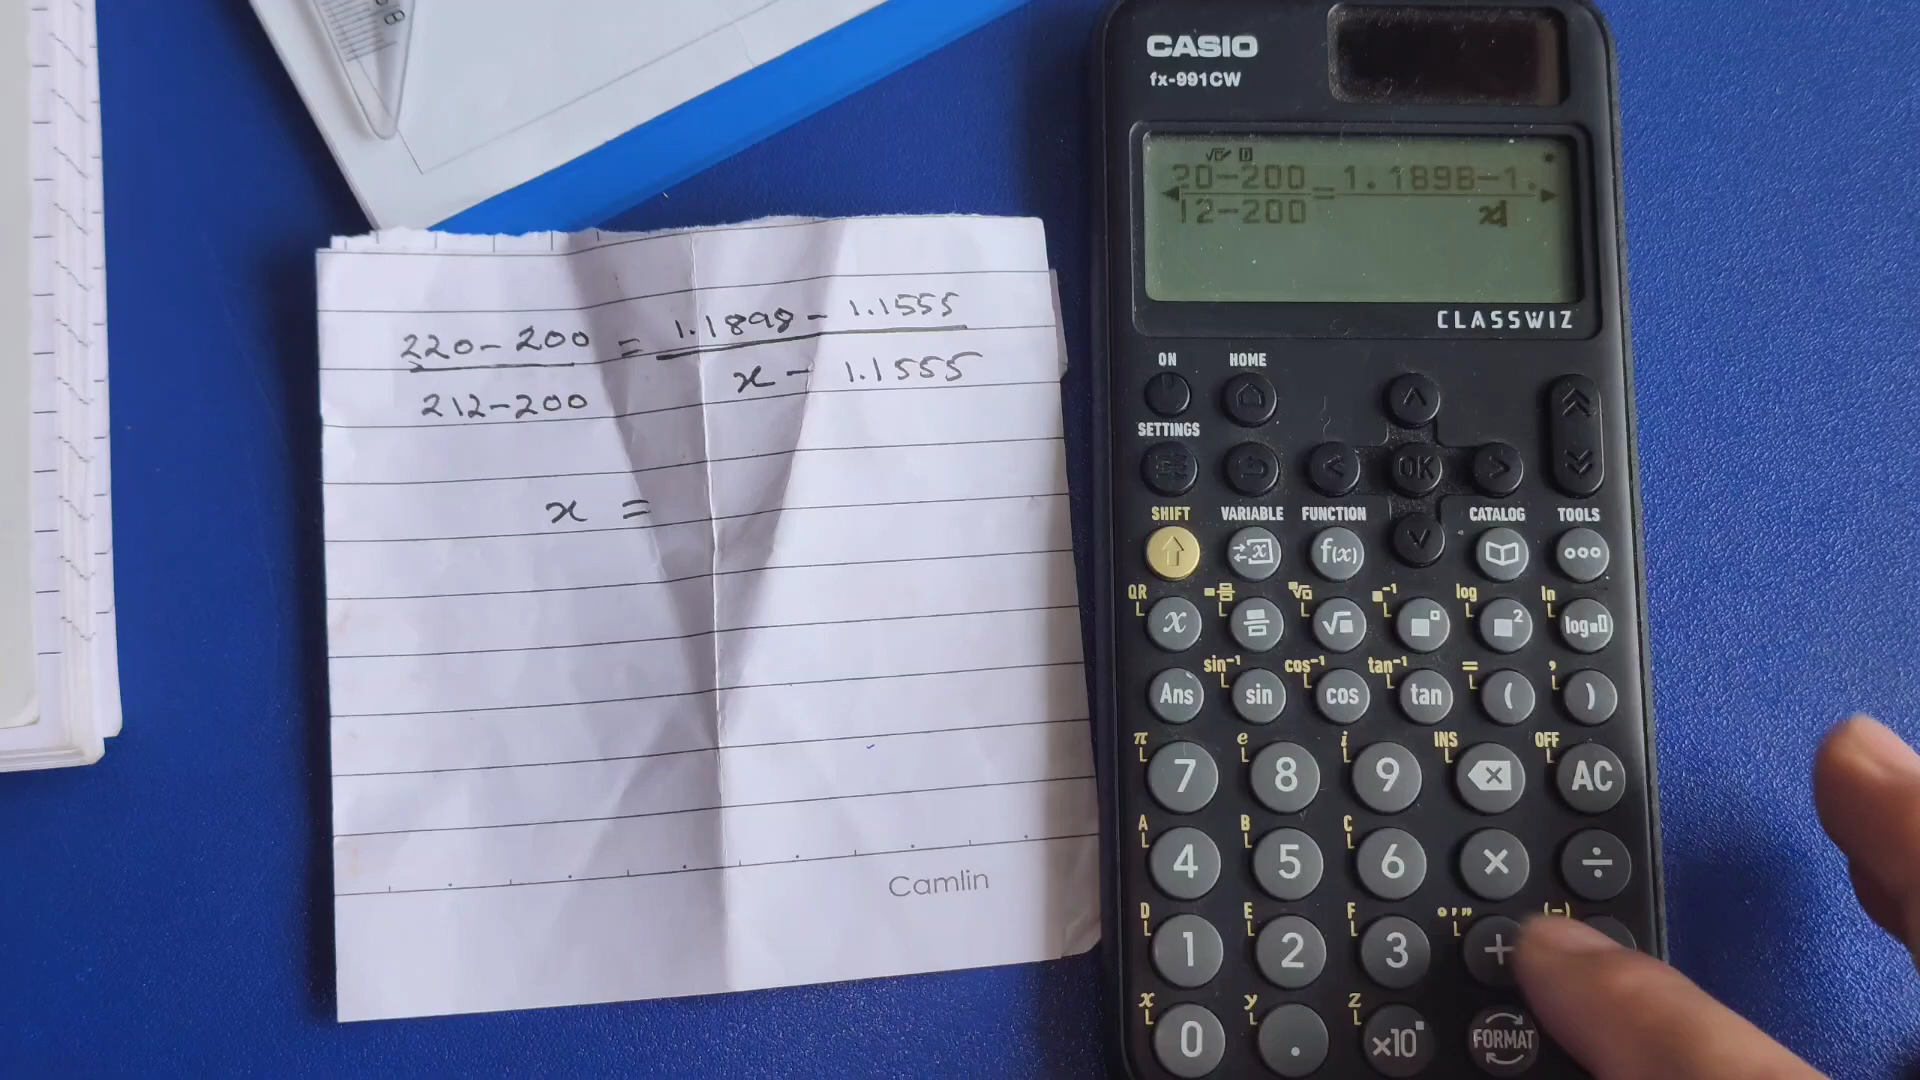 B
CASIO
fx-991CW
20-200 = 1.1898-1.
12-200 x
CLASSWIZ
220-200 = 1.1898 - 1.1555
212-200 x - 1.1555
x =
Camlin
ON HOME
SETTINGS
OK
SHIFT VARIABLE FUNCTION CATALOG TOOLS
x f(x)
QR log ln
x log
sin⁻¹ cos⁻¹ tan⁻¹ = ,
Ans sin cos tan ( )
π e i INS OFF
7 8 9 AC
A B C
4 5 6 × ÷
D E F ° ′ ″ (-)
1 2 3 +
x y z
0 . ×10 FORMAT